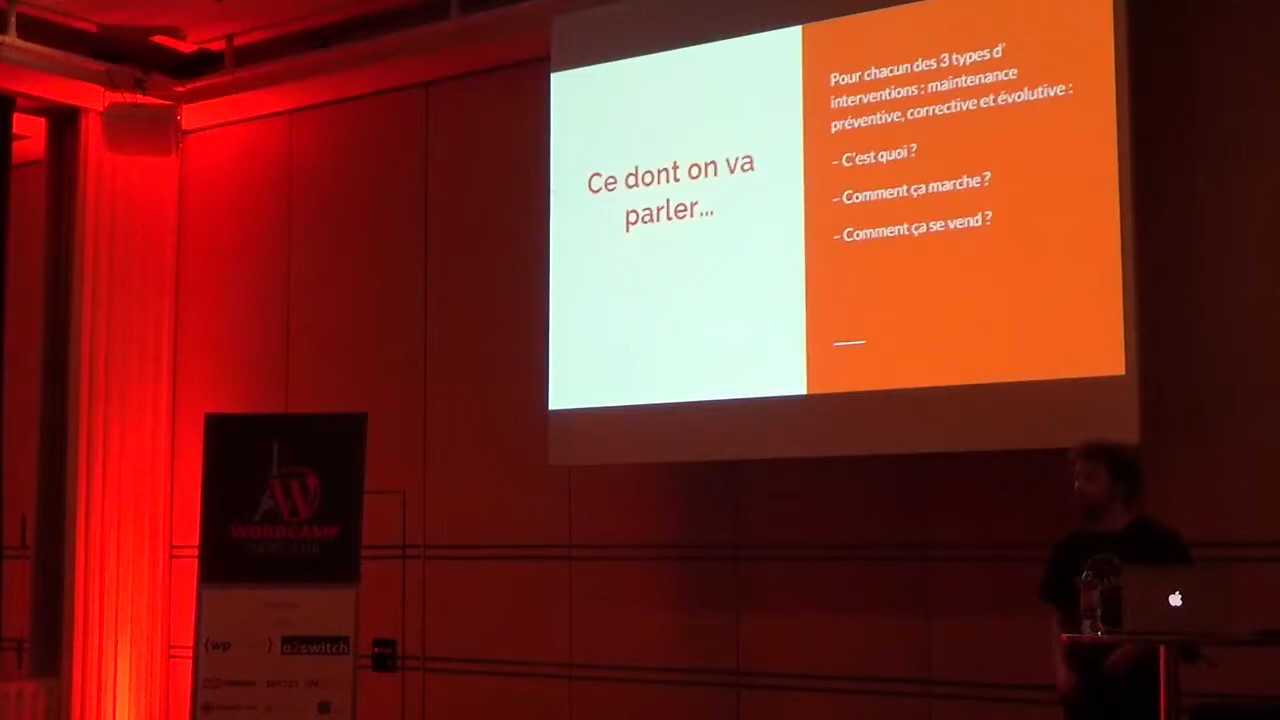 Ce dont on va
parler...
Pour chacun des 3 types d'
interventions : maintenance
préventive, corrective et évolutive :
– C'est quoi ?
– Comment ça marche ?
– Comment ça se vend ?
WORDCAMP
(wp )
o2switch